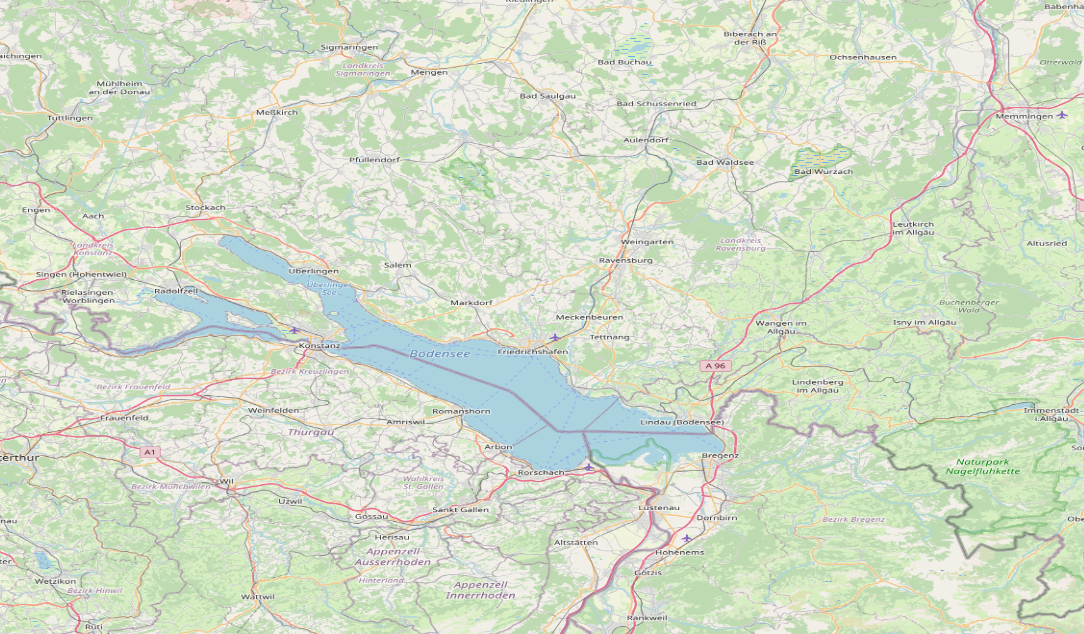 Riedlingen
Babenha
Sigmaringen
Biberach an
der Riß
aichingen
Landkreis
Sigmaringen
Mengen
Bad Buchau
Ochsenhausen
Otterwald
Mühlheim
an der Donau
Bad Saulgau
Bad Schussenried
Meßkirch
Tuttlingen
Memmingen
Aulendorf
Pfullendorf
Bad Waldsee
Bad Wurzach
Engen
Aach
Stockach
Leutkirch
im Allgäu
Weingarten
Landkreis
Ravensburg
Altusried
Landkreis
Konstanz
Ravensburg
Singen (Hohentwiel)
Überlingen
Salem
Überlinger
See
Rielasingen-
Worblingen
Radolfzell
Markdorf
Buchenberger
Wald
Meckenbeuren
Wangen im
Allgäu
Isny im Allgäu
Tettnang
Konstanz
Bodensee
Friedrichshafen
A 96
Bezirk Kreuzlingen
Bezirk Frauenfeld
Lindenberg
im Allgäu
Weinfelden
Romanshorn
Immenstadt
i.Allgäu
Frauenfeld
Amriswil
Lindau (Bodensee)
Thurgau
Arbon
A1
terthur
Bregenz
Rorschach
Naturpark
Nagelfluhkette
Wil
Bezirk Münchwilen
Wahlkreis
St. Gallen
Uzwil
Sankt Gallen
Lustenau
Gossau
Dornbirn
Bezirk Bregenz
Herisau
Altstätten
Hohenems
Appenzell
Ausserrhoden
Götzis
Wetzikon
Hinterland
Bezirk Hinwil
Appenzell
Innerrhoden
Wattwil
Rankweil
Rüti